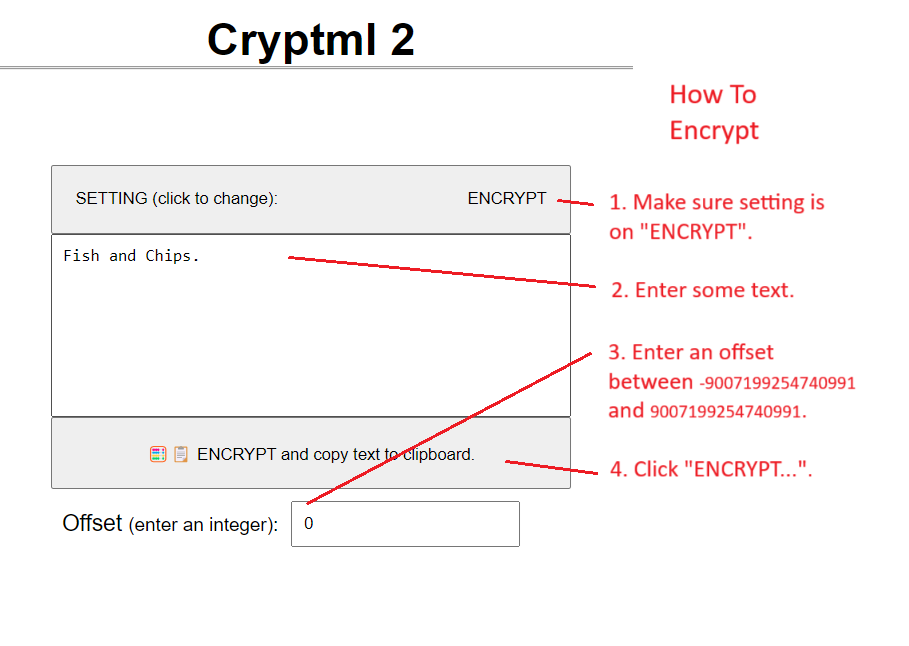 Cryptml 2
How To
Encrypt
SETTING (click to change):
ENCRYPT
1. Make sure setting is
on "ENCRYPT".
Fish and Chips.
2. Enter some text.
3. Enter an offset
between -9007199254740991
and 9007199254740991.
ENCRYPT and copy text to clipboard.
4. Click "ENCRYPT...".
Offset (enter an integer):
0